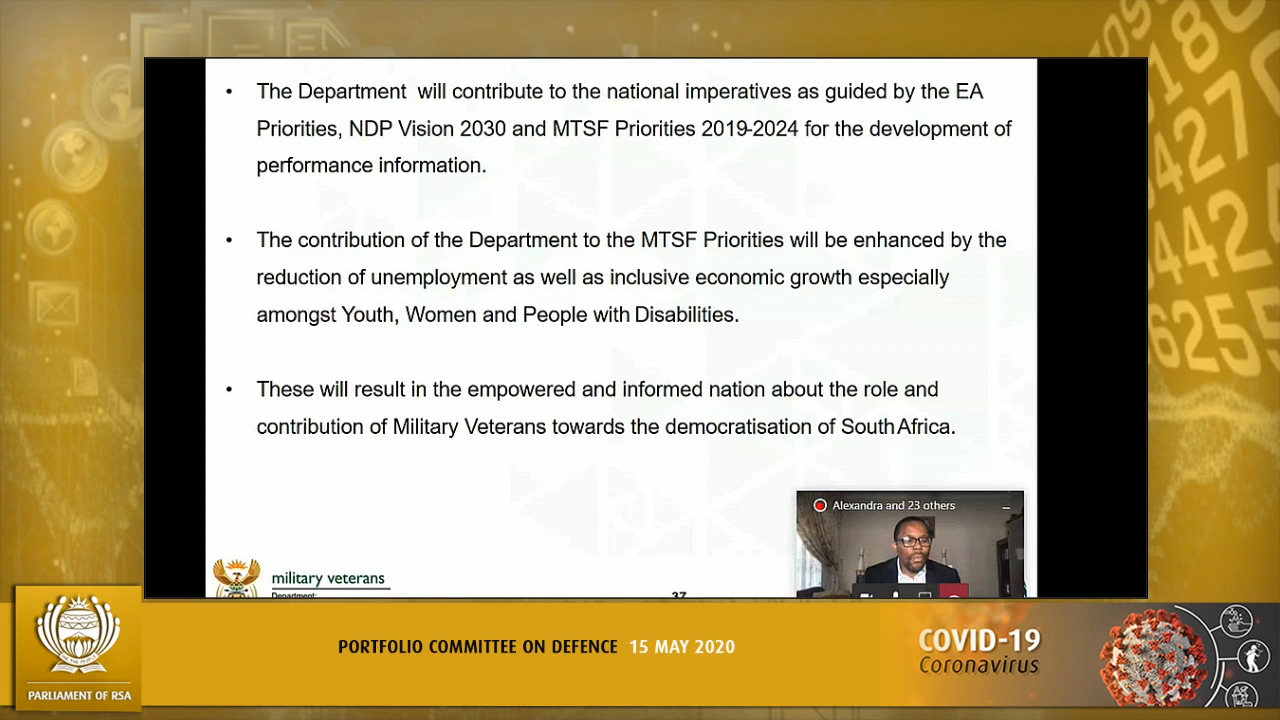 • The Department will contribute to the national imperatives as guided by the EA
Priorities, NDP Vision 2030 and MTSF Priorities 2019-2024 for the development of
performance information.
• The contribution of the Department to the MTSF Priorities will be enhanced by the
reduction of unemployment as well as inclusive economic growth especially
amongst Youth, Women and People with Disabilities.
• These will result in the empowered and informed nation about the role and
contribution of Military Veterans towards the democratisation of South Africa.
Alexandra and 23 others
military veterans
Department:
37
PORTFOLIO COMMITTEE ON DEFENCE 15 MAY 2020
COVID-19
Coronavirus
PARLIAMENT OF RSA
6255